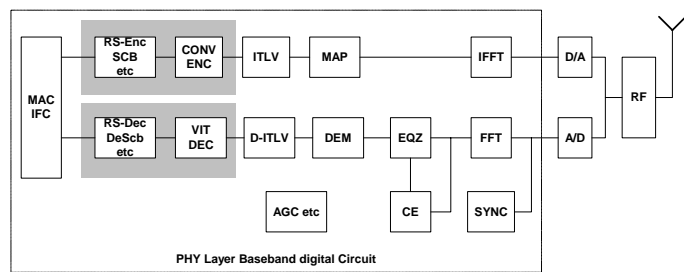 RS-Enc
SCB
etc
CONV
ENC
ITLV
MAP
IFFT
D/A
MAC
IFC
RF
RS-Dec
DeScb
etc
VIT
DEC
D-ITLV
DEM
EQZ
FFT
A/D
AGC etc
CE
SYNC
PHY Layer Baseband digital Circuit